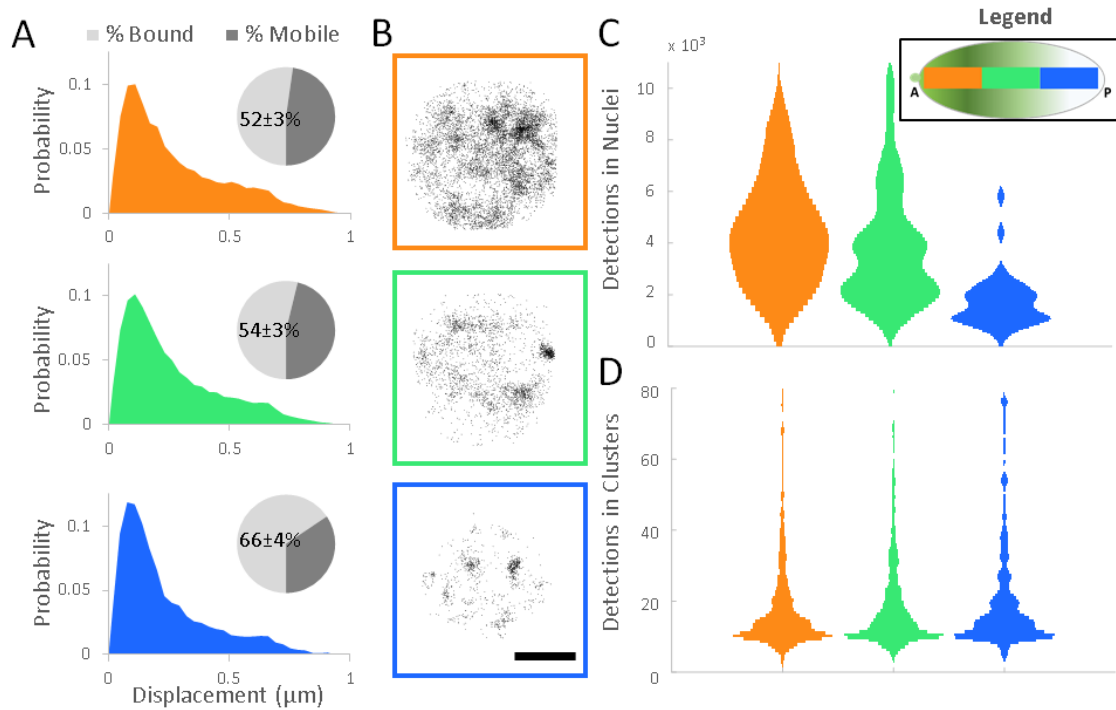 A
% Bound
% Mobile
Probability
0.1
0.05
0
52±3%
0
0.5
1
Probability
0.1
0.05
0
54±3%
0
0.5
1
Probability
0.1
0.05
0
66±4%
0
0.5
1
Displacement (µm)
B
C
x 10³
Detections in Nuclei
10
8
6
4
2
0
Legend
A
P
D
Detections in Clusters
80
60
40
20
0